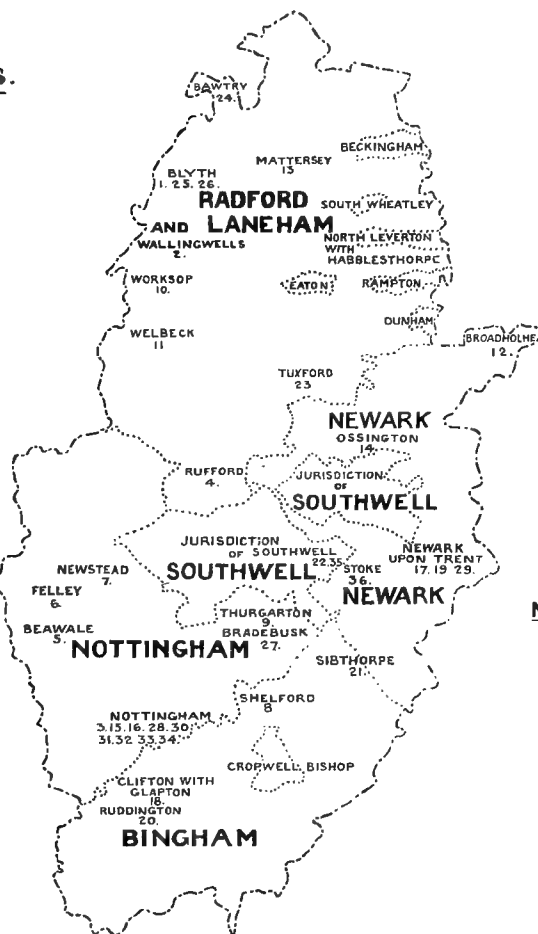 S.
BAWTRY
24.
BECKINGHAM
MATTERSEY
13
BLYTH
1. 25. 26.
RADFORD
SOUTH WHEATLEY
AND LANEHAM
NORTH LEVERTON
WITH
HABBLESTHORPE
WALLINGWELLS
2.
WORKSOP
10.
EATON
RAMPTON
DUNHAM
WELBECK
11
BROADHOLME
12.
TUXFORD
23
NEWARK
OSSINGTON
14.
RUFFORD
4.
JURISDICTION
OF
SOUTHWELL
JURISDICTION
OF SOUTHWELL
22.35.
SOUTHWELL
NEWARK
UPON TRENT
17. 19 29.
STOKE
36.
NEWARK
NEWSTEAD
7.
FELLEY
6.
BEAWALE
5.
THURGARTON
9.
BRADEBUSK
27.
NOTTINGHAM
SIBTHORPE
21.
SHELFORD
8
NOTTINGHAM
3.15.16. 28.30
31.32 33.34.
CROPWELL BISHOP
CLIFTON WITH
GLAPTON
18.
RUDDINGTON
20.
BINGHAM